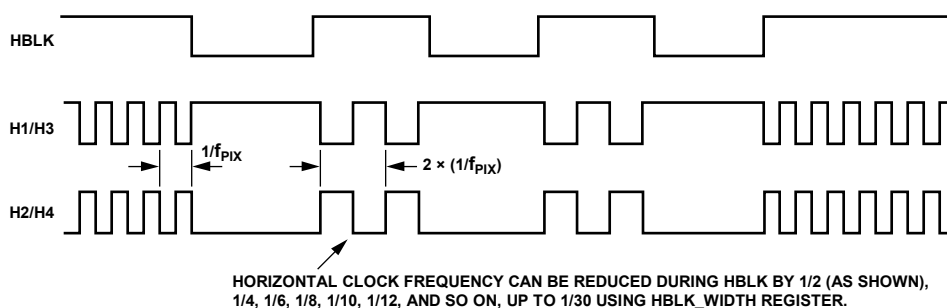 HBLK
H1/H3
1/fPIX
2 × (1/fPIX)
H2/H4
HORIZONTAL CLOCK FREQUENCY CAN BE REDUCED DURING HBLK BY 1/2 (AS SHOWN),
1/4, 1/6, 1/8, 1/10, 1/12, AND SO ON, UP TO 1/30 USING HBLK_WIDTH REGISTER.